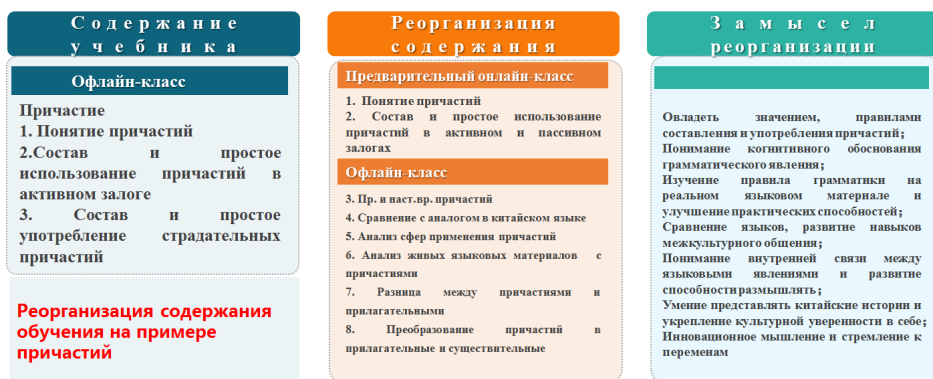 Содержание
учебника
Офлайн-класс
Причастие
1. Понятие причастий
2.Состав и простое
использование причастий в
активном залоге
3. Состав и простое
употребление страдательных
причастий
Реорганизация содержания
обучения на примере
причастий
Реорганизация
содержания
Предварительный онлайн-класс
1. Понятие причастий
2. Состав и простое использование
причастий в активном и пассивном
залогах
Офлайн-класс
3. Пр. и наст.вр. причастий
4. Сравнение с аналогом в китайском языке
5. Анализ сфер применения причастий
6. Анализ живых языковых материалов с
причастиями
7. Разница между причастиями и
прилагательными
8. Преобразование причастий в
прилагательные и существительные
Замысел
реорганизации
Овладеть значением, правилами
составления и употребления причастий;
Понимание когнитивного обоснования
грамматического явления;
Изучение правила грамматики на
реальном языковом материале и
улучшение практических способностей;
Сравнение языков, развитие навыков
межкультурного общения;
Понимание внутренней связи между
языковыми явлениями и развитие
способности размышлять;
Умение представлять китайские истории и
укрепление культурной уверенности в себе;
Инновационное мышление и стремление к
переменам